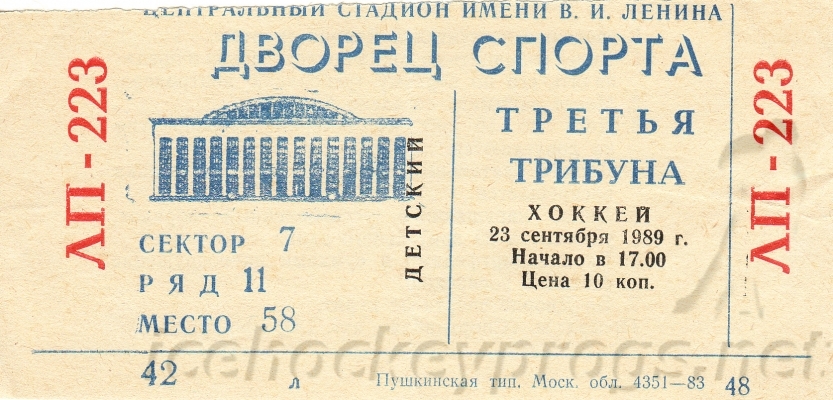 ЦЕНТРАЛЬНЫЙ СТАДИОН ИМЕНИ В. И. ЛЕНИНА
ДВОРЕЦ СПОРТА
ЛП - 223
ДЕТСКИЙ
СЕКТОР 7
РЯД 11
МЕСТО 58
ТРЕТЬЯ
ТРИБУНА
ХОККЕЙ
23 сентября 1989 г.
Начало в 17.00
Цена 10 коп.
ЛП - 223
42 л Пушкинская тип. Моск. обл. 4351—83 48
icehockeyprops.net